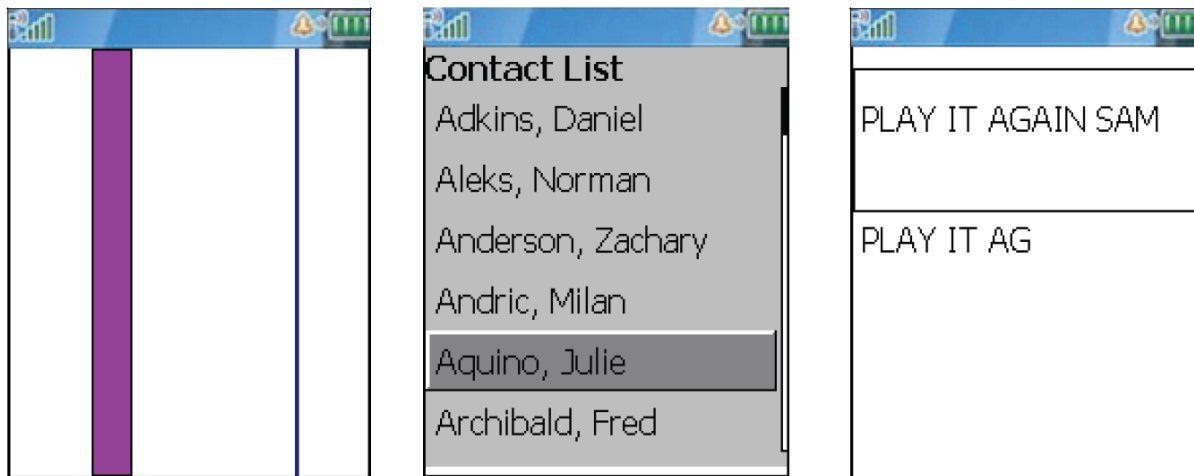 Contact List
Adkins, Daniel
Aleks, Norman
Anderson, Zachary
Andric, Milan
Aquino, Julie
Archibald, Fred
PLAY IT AGAIN SAM
PLAY IT AG